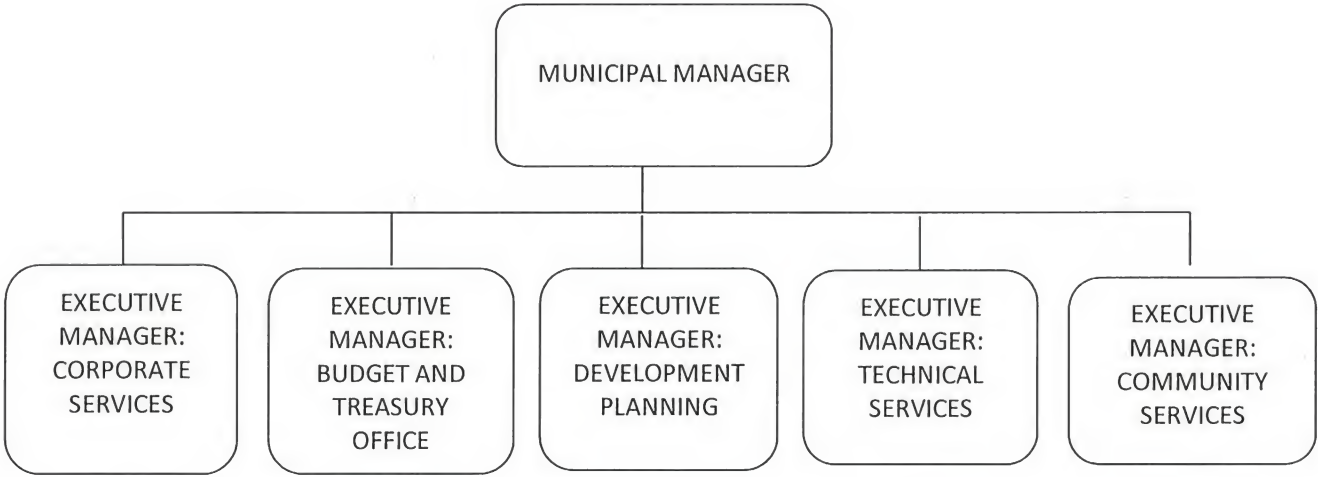 MUNICIPAL MANAGER
EXECUTIVE
MANAGER:
CORPORATE
SERVICES
EXECUTIVE
MANAGER:
BUDGET AND
TREASURY
OFFICE
EXECUTIVE
MANAGER:
DEVELOPMENT
PLANNING
EXECUTIVE
MANAGER:
TECHNICAL
SERVICES
EXECUTIVE
MANAGER:
COMMUNITY
SERVICES